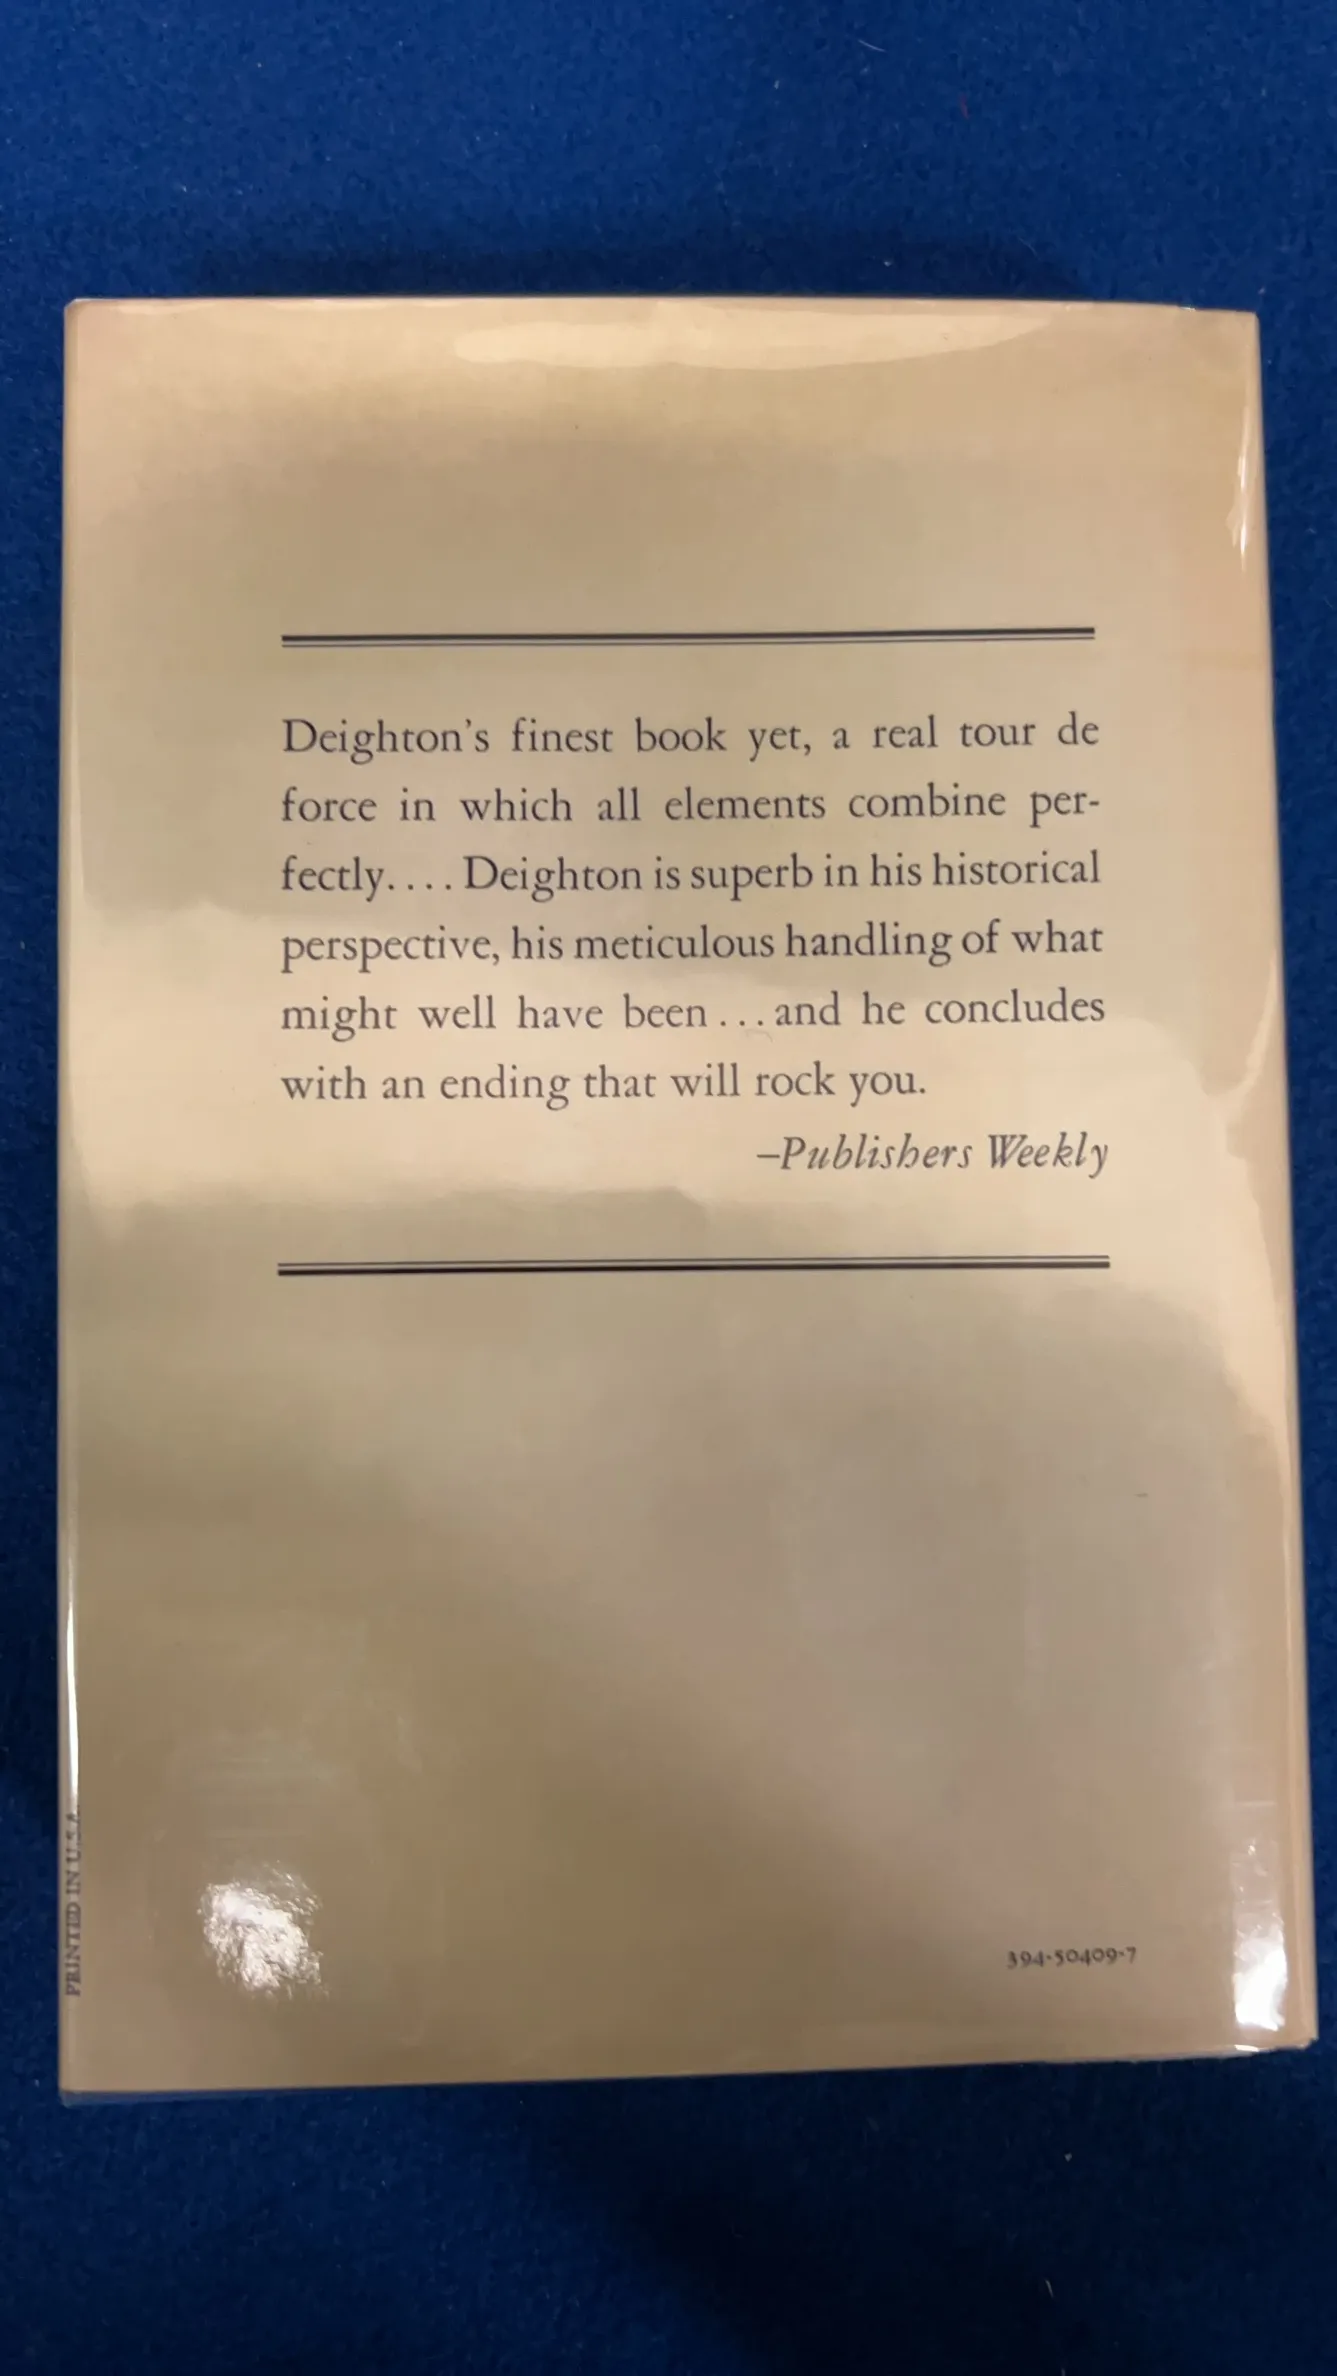 Deighton's finest book yet, a real tour de
force in which all elements combine per-
fectly.... Deighton is superb in his historical
perspective, his meticulous handling of what
might well have been...and he concludes
with an ending that will rock you.
–Publishers Weekly
394-50409-7
PRINTED IN U.S.A.